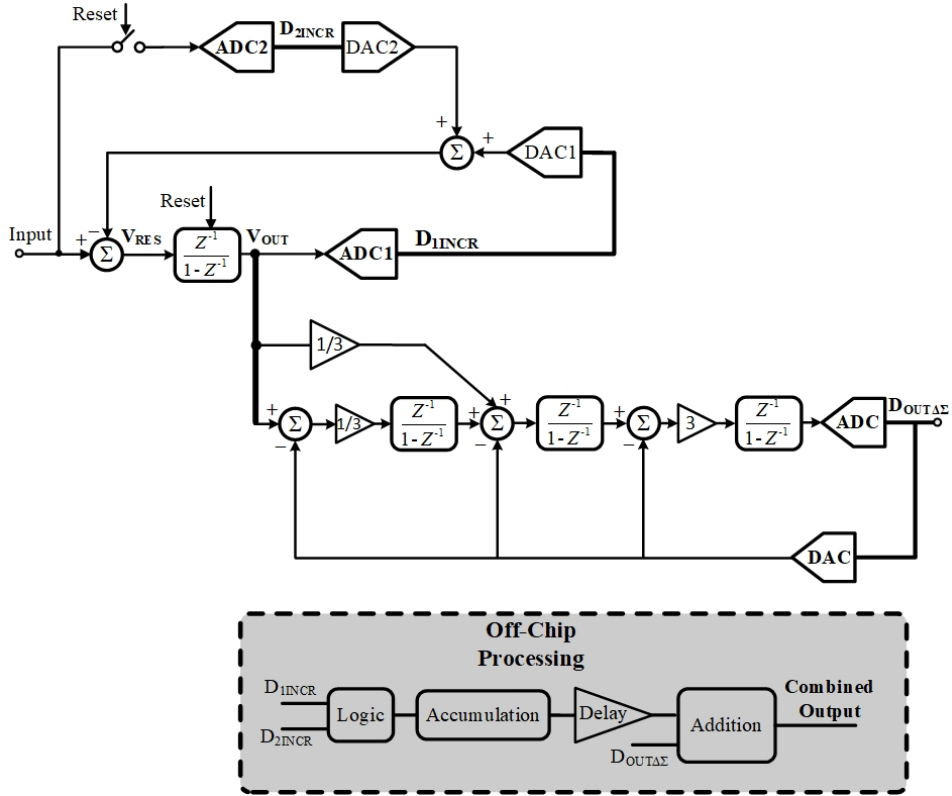 Reset
ADC2
D2INCR
DAC2
+
Σ
+
DAC1
Reset
Input
+
−
Σ
VRES
Z⁻¹
1 - Z⁻¹
VOUT
ADC1
D1INCR
1/3
+
−
Σ
1/3
Z⁻¹
1 - Z⁻¹
+
+
−
Σ
Z⁻¹
1 - Z⁻¹
+
−
Σ
3
Z⁻¹
1 - Z⁻¹
ADC
DOUTΔΣ
DAC
Off-Chip
Processing
D1INCR
D2INCR
Logic
Accumulation
Delay
DOUTΔΣ
Addition
Combined
Output